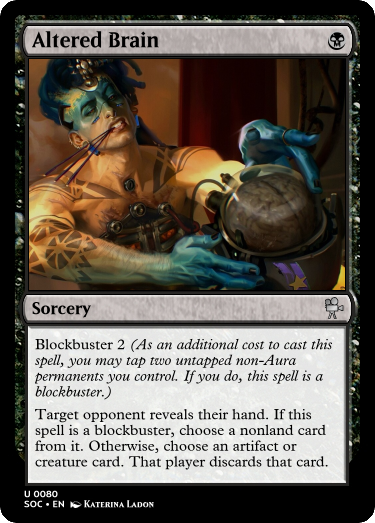 Altered Brain
Sorcery
Blockbuster 2 (As an additional cost to cast this
spell, you may tap two untapped non-Aura
permanents you control. If you do, this spell is a
blockbuster.)
Target opponent reveals their hand. If this
spell is a blockbuster, choose a nonland card
from it. Otherwise, choose an artifact or
creature card. That player discards that card.
U 0080
SOC • EN Katerina Ladon